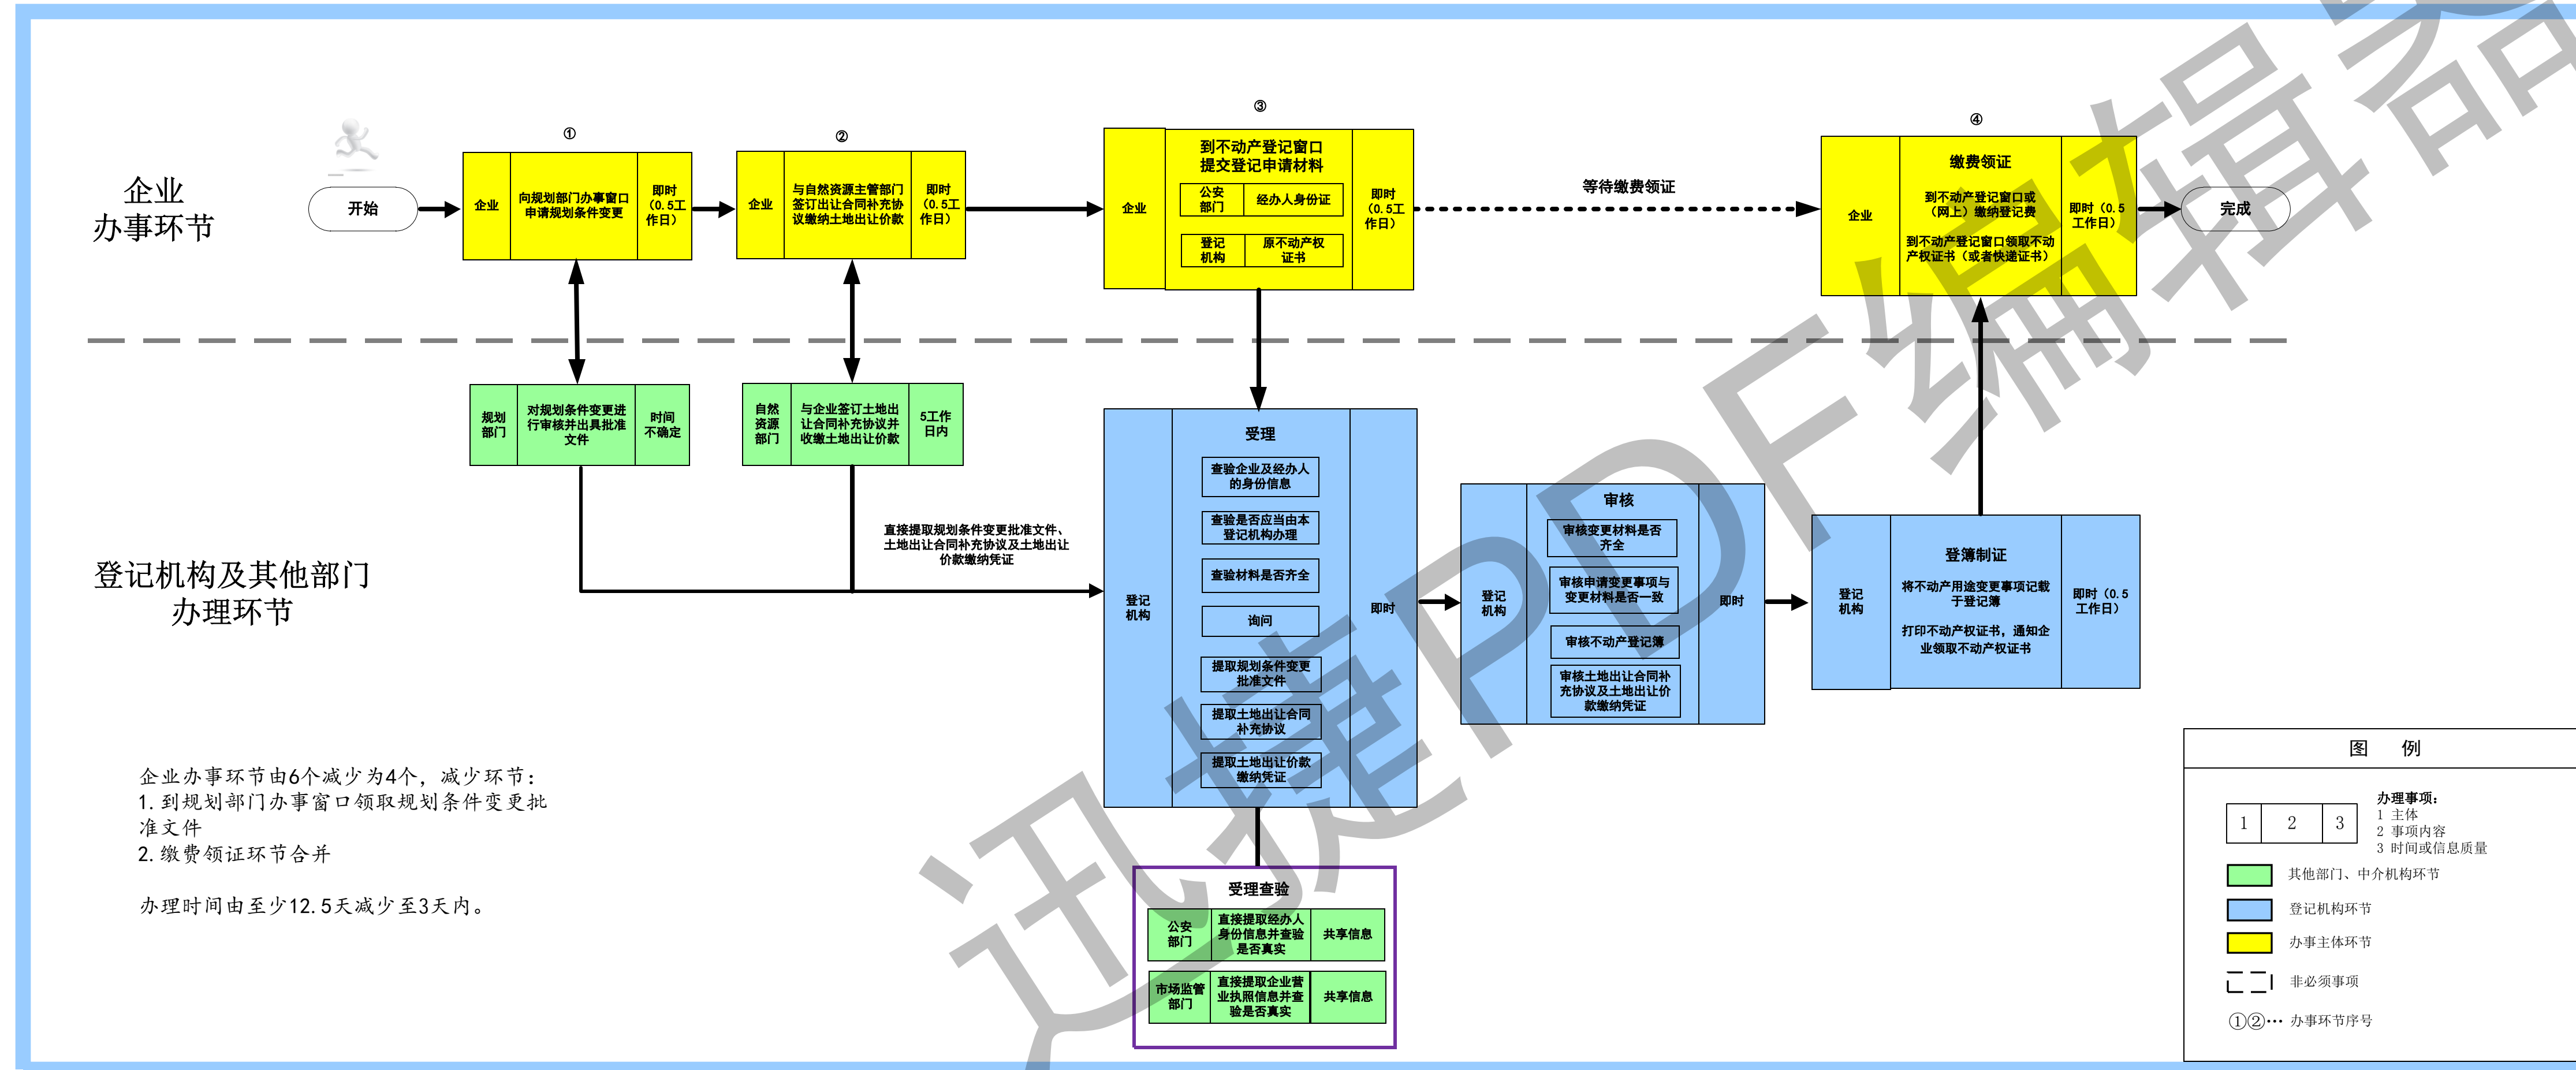 ①
②
③
④
企业
办事环节
开始
企业
向规划部门办事窗口
申请规划条件变更
即时
（0.5工
作日）
企业
与自然资源主管部门
签订出让合同补充协
议缴纳土地出让价款
即时
（0.5工
作日）
企业
到不动产登记窗口
提交登记申请材料
公安
部门
经办人身份证
登记
机构
原不动产权
证书
即时
（0.5工
作日）
等待缴费领证
企业
缴费领证
到不动产登记窗口或
（网上）缴纳登记费
到不动产登记窗口领取不动
产权证书（或者快递证书）
即时（0.5
工作日）
完成
登记机构及其他部门
办理环节
规划
部门
对规划条件变更进
行审核并出具批准
文件
时间
不确定
自然
资源
部门
与企业签订土地出
让合同补充协议并
收缴土地出让价款
5工作
日内
直接提取规划条件变更批准文件、
土地出让合同补充协议及土地出让
价款缴纳凭证
登记
机构
受理
查验企业及经办人
的身份信息
查验是否应当由本
登记机构办理
查验材料是否齐全
询问
提取规划条件变更
批准文件
提取土地出让合同
补充协议
提取土地出让价款
缴纳凭证
即时
登记
机构
审核
审核变更材料是否
齐全
审核申请变更事项与
变更材料是否一致
审核不动产登记簿
审核土地出让合同补
充协议及土地出让价
款缴纳凭证
即时
登记
机构
登簿制证
将不动产用途变更事项记载
于登记簿
打印不动产权证书，通知企
业领取不动产权证书
即时（0.5
工作日）
受理查验
公安
部门
直接提取经办人
身份信息并查验
是否真实
共享信息
市场监管
部门
直接提取企业营
业执照信息并查
验是否真实
共享信息
企业办事环节由6个减少为4个，减少环节：
1.到规划部门办事窗口领取规划条件变更批
准文件
2.缴费领证环节合并
办理时间由至少12.5天减少至3天内。
图 例
1 2 3
办理事项：
1 主体
2 事项内容
3 时间或信息质量
其他部门、中介机构环节
登记机构环节
办事主体环节
非必须事项
①②… 办事环节序号
迅捷PDF编辑器